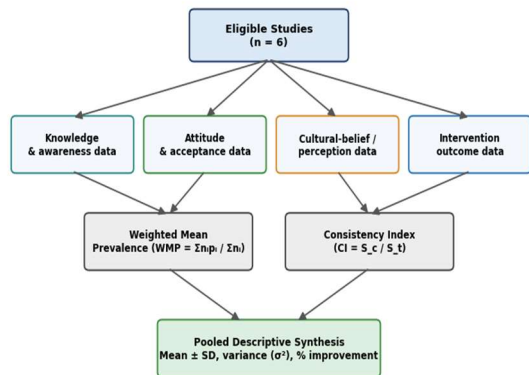 Eligible Studies
(n = 6)
Knowledge
& awareness data
Attitude
& acceptance data
Cultural-belief /
perception data
Intervention
outcome data
Weighted Mean
Prevalence (WMP = Σnᵢpᵢ / Σnᵢ)
Consistency Index
(CI = S_c / S_t)
Pooled Descriptive Synthesis
Mean ± SD, variance (σ²), % improvement